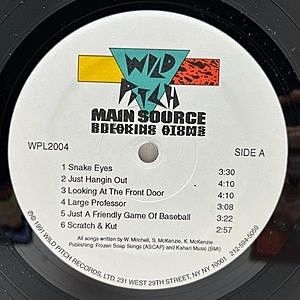 WILD
PITCH
MAIN SOURCE
BREAKING ATOMS
WPL2004
SIDE A
1 Snake Eyes 3:30
2 Just Hangin Out 4:10
3 Looking At The Front Door 4:10
4 Large Professor 3:08
5 Just A Friendly Game Of Baseball 3:22
6 Scratch & Kut 2:57
All songs written by W. Mitchell, S. McKenzie, K. McKenzie
Publishing: Frozen Soap Songs (ASCAP) and Kahari Music (BMI)
℗ 1991 WILD PITCH RECORDS, LTD. 231 WEST 29TH STREET, NY NY 10001 212-594-5050